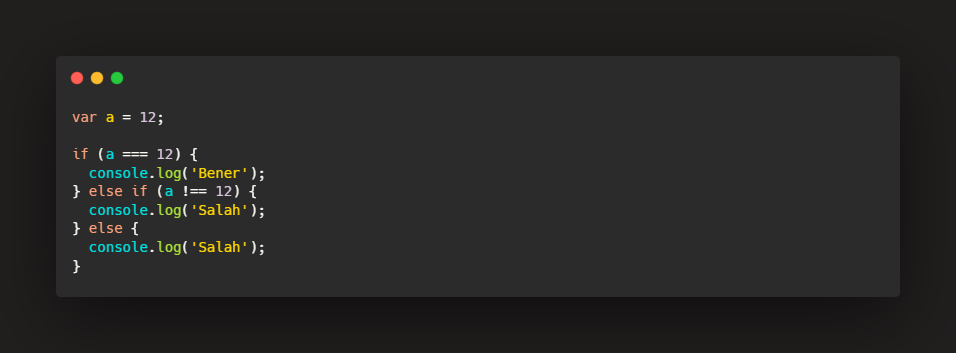 var a = 12;

if (a === 12) {
  console.log('Bener');
} else if (a !== 12) {
  console.log('Salah');
} else {
  console.log('Salah');
}